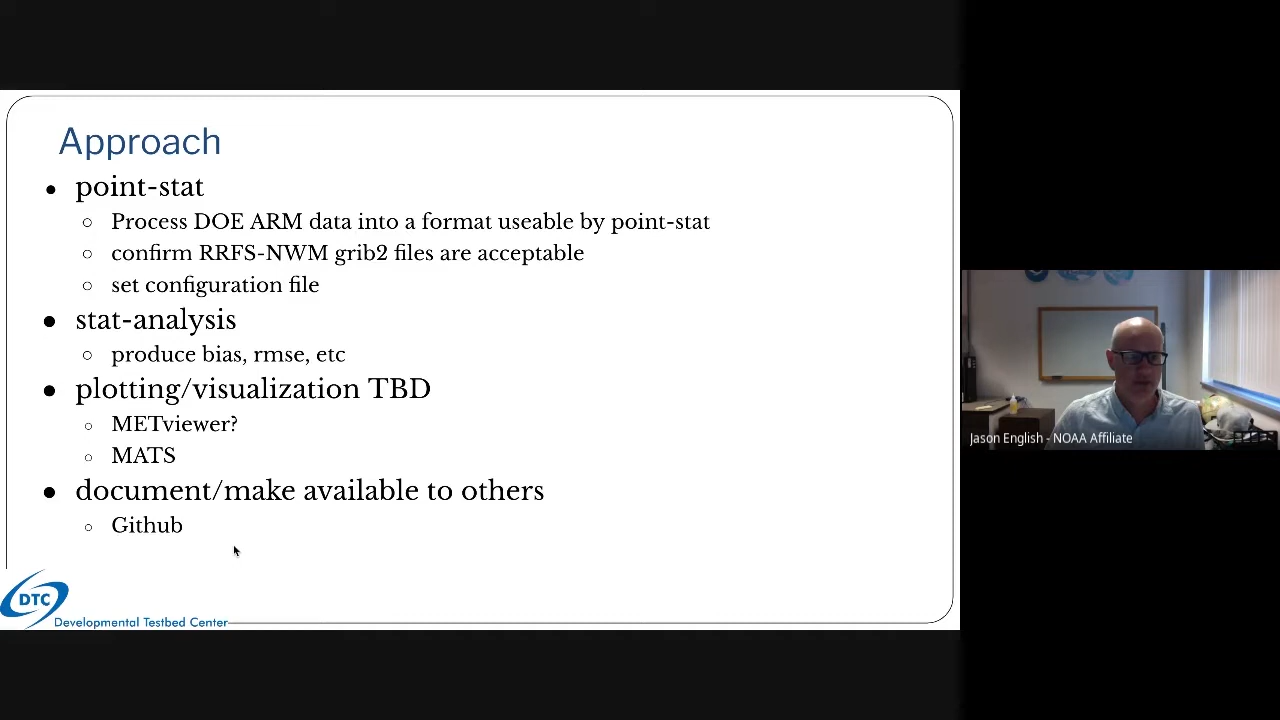 Approach
• point-stat
○ Process DOE ARM data into a format useable by point-stat
○ confirm RRFS-NWM grib2 files are acceptable
○ set configuration file
• stat-analysis
○ produce bias, rmse, etc
• plotting/visualization TBD
○ METviewer?
○ MATS
• document/make available to others
○ Github
DTC
Developmental Testbed Center
Jason English - NOAA Affiliate